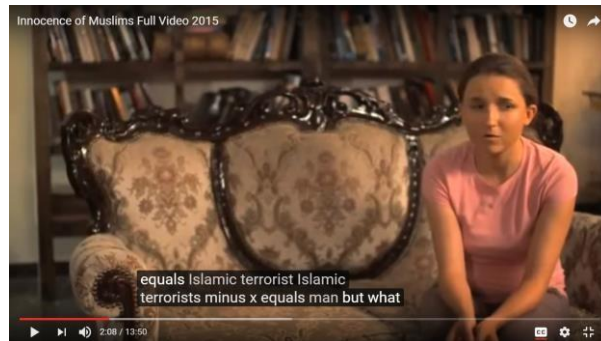 Innocence of Muslims Full Video 2015
equals Islamic terrorist Islamic
terrorists minus x equals man but what
2:08 / 13:50
CC